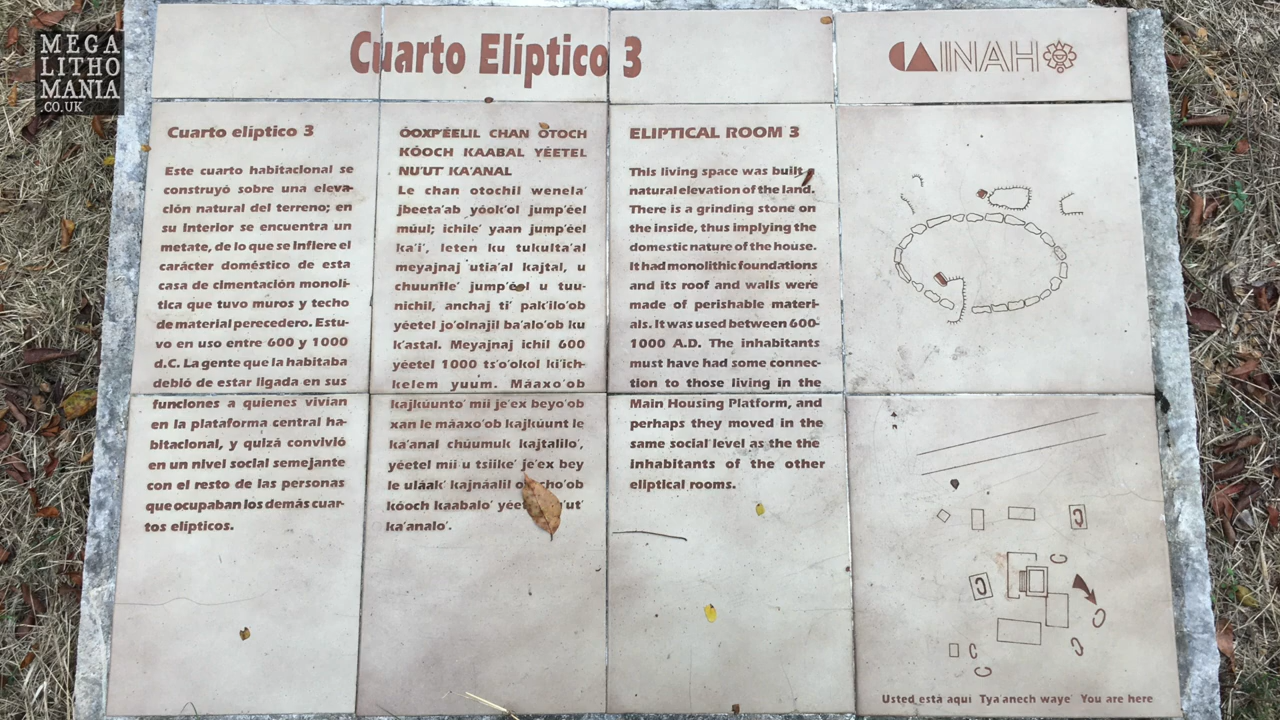 MEGA
LITHO
MANIA
.CO.UK
Cuarto Elíptico 3
INAH
Cuarto elíptico 3
Este cuarto habitacional se
construyó sobre una eleva-
ción natural del terreno; en
su interior se encuentra un
metate, de lo que se infiere el
carácter doméstico de esta
casa de cimentación monolí-
tica que tuvo muros y techo
de material perecedero. Estu-
vo en uso entre 600 y 1000
d.C. La gente que la habitaba
debió de estar ligada en sus
funciones a quienes vivían
en la plataforma central ha-
bitacional, y quizá convivió
en un nivel social semejante
con el resto de las personas
que ocupaban los demás cuar-
tos elípticos.
ÓOXP'ÉELIL CHAN OTOCH
KÓOCH KAABAL YÉETEL
NU'UT KA'ANAL
Le chan otochil wenela'
jbeeta'ab yóok'ol jump'éel
múul; ichile' yaan jump'éel
ka'i', leten ku tukulta'al
meyajnaj utia'al kajtal, u
chuunile' jump'éel u tuu-
nichil, anchaj ti' pak'ilo'ob
yéetel jo'olnajil ba'alo'ob ku
k'astal. Meyajnaj ichil 600
yéetel 1000 ts'o'okol ki'ich-
kelem yuum. Máaxo'ob
kajkúunto' mii je'ex beyo'ob
xan le máaxo'ob kajkúunt le
ka'anal chúumuk kajtalilo',
yéetel mii u tsiike' je'ex bey
le uláak' kajnáalil
kóoch kaabalo'
ka'analo'.
ELIPTICAL ROOM 3
This living space was built
natural elevation of the land.
There is a grinding stone on
the inside, thus implying the
domestic nature of the house.
It had monolithic foundations
and its roof and walls were
made of perishable materi-
als. It was used between 600-
1000 A.D. The inhabitants
must have had some connec-
tion to those living in the
Main Housing Platform, and
perhaps they moved in the
same social level as the the
inhabitants of the other
eliptical rooms.
Usted está aquí Tya'anech waye' You are here